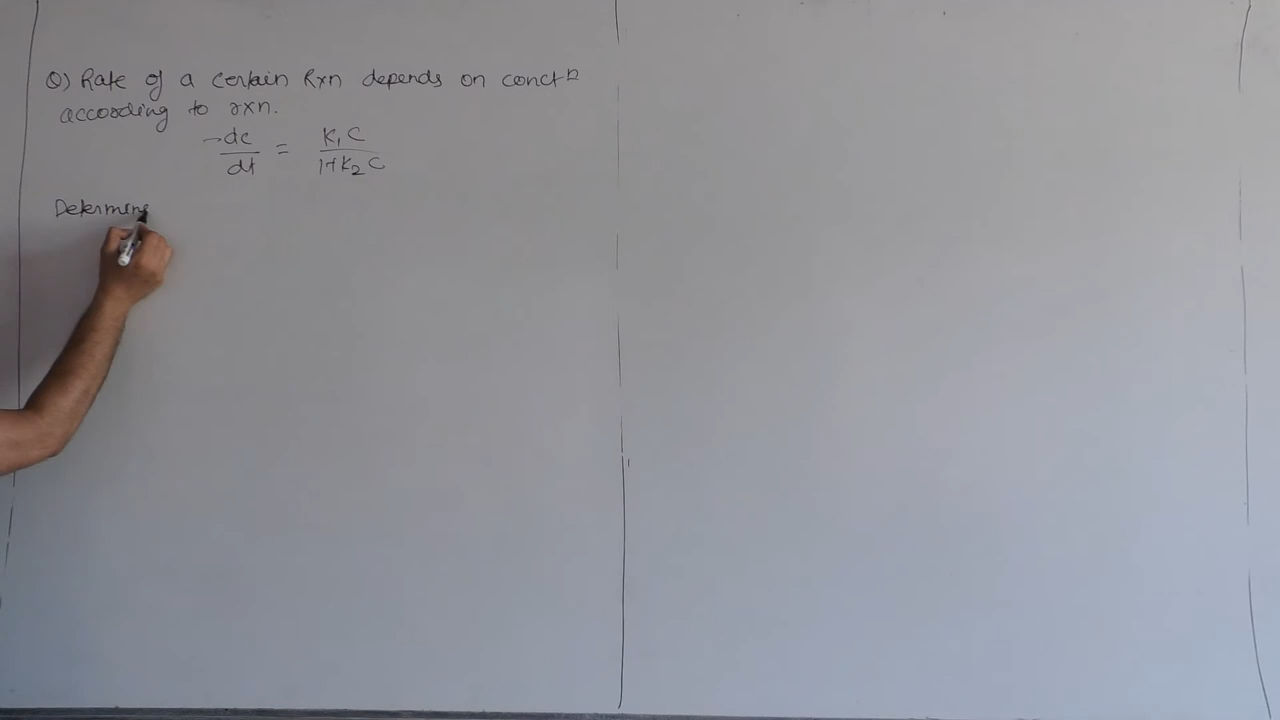 Q) Rate of a certain Rxn depends on conctn
according to rxn.
-dc/dt = K₁C/1+K₂C
Determine